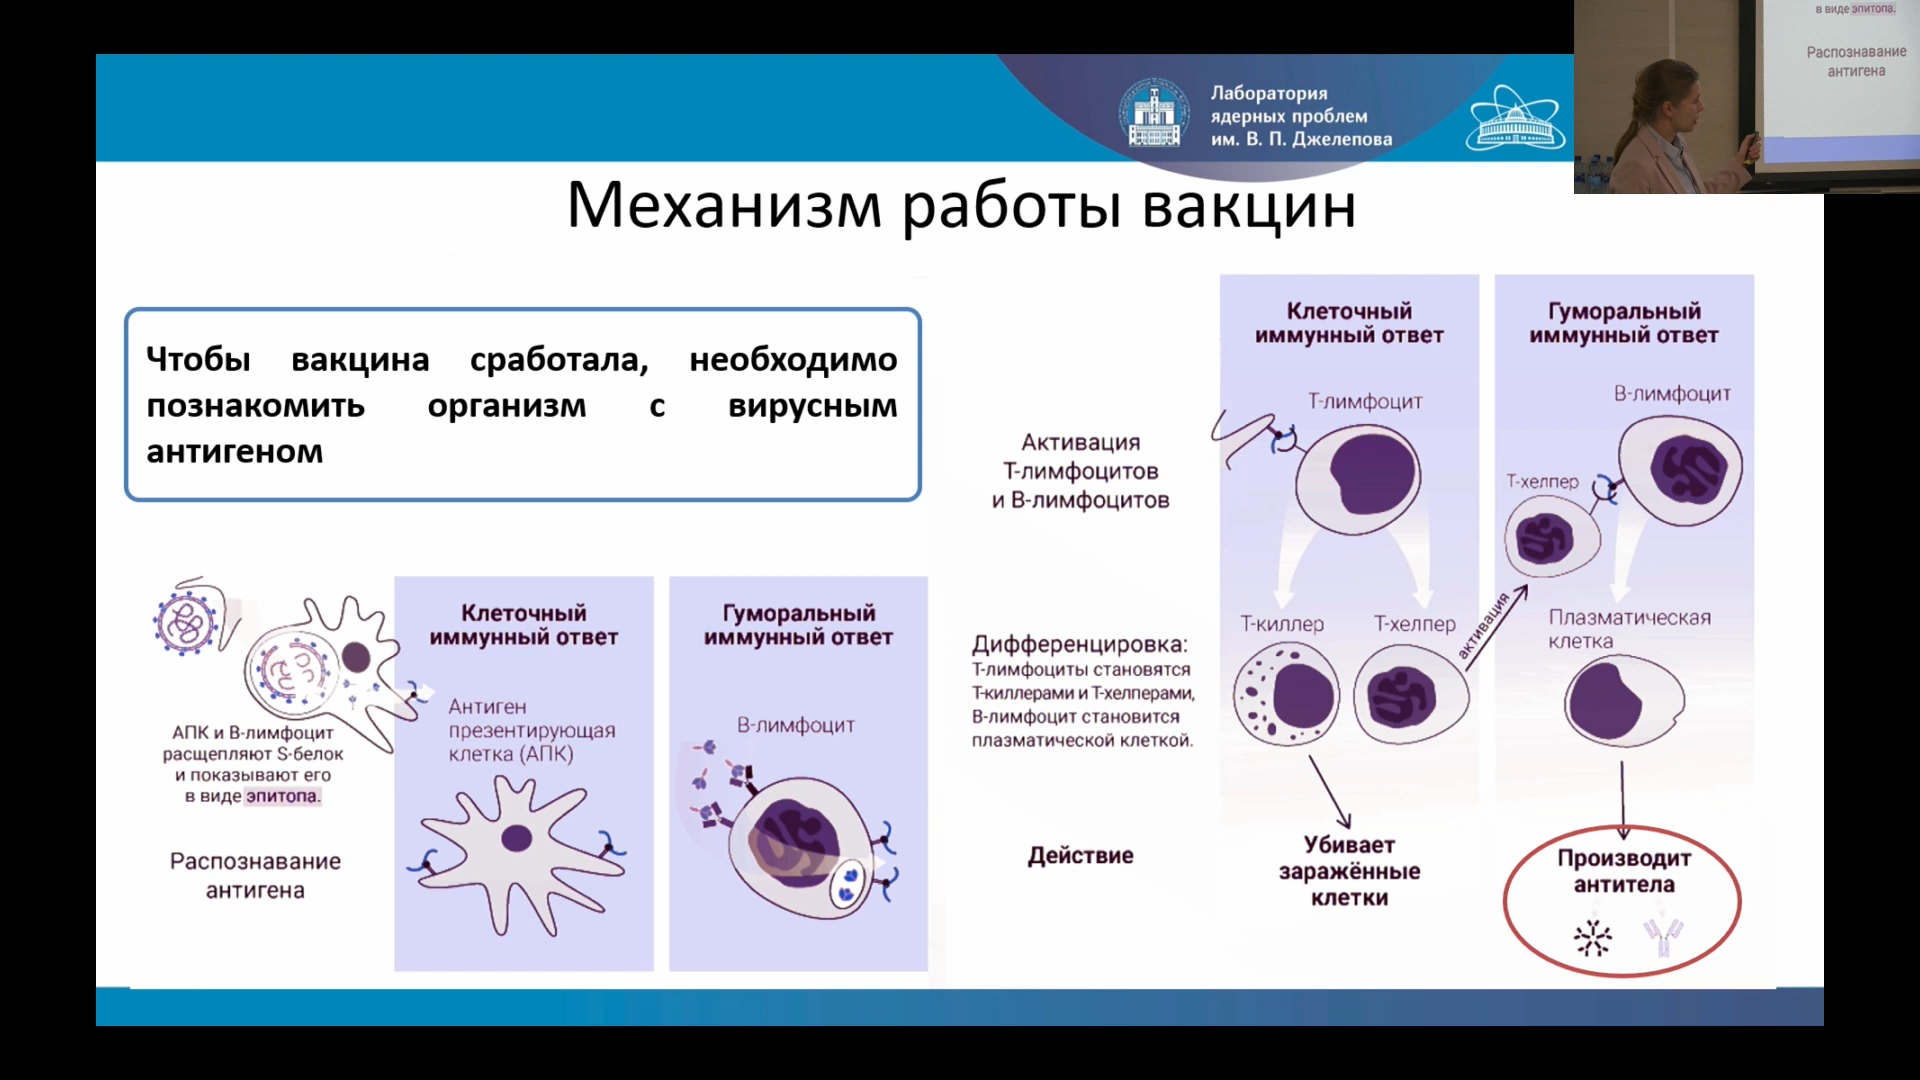 Лаборатория
ядерных проблем
им. В. П. Джелепова
в виде эпитопа.
Распознавание
антигена
Механизм работы вакцин
Чтобы вакцина сработала, необходимо
познакомить организм с вирусным
антигеном
АПК и В-лимфоцит
расщепляют S-белок
и показывают его
в виде эпитопа.
Распознавание
антигена
Клеточный
иммунный ответ
Антиген
презентирующая
клетка (АПК)
Гуморальный
иммунный ответ
В-лимфоцит
Активация
Т-лимфоцитов
и В-лимфоцитов
Дифференцировка:
Т-лимфоциты становятся
Т-киллерами и Т-хелперами,
В-лимфоцит становится
плазматической клеткой.
Действие
Клеточный
иммунный ответ
Т-лимфоцит
Т-киллер
Т-хелпер
активация
Убивает
заражённые
клетки
Гуморальный
иммунный ответ
В-лимфоцит
Т-хелпер
Плазматическая
клетка
Производит
антитела